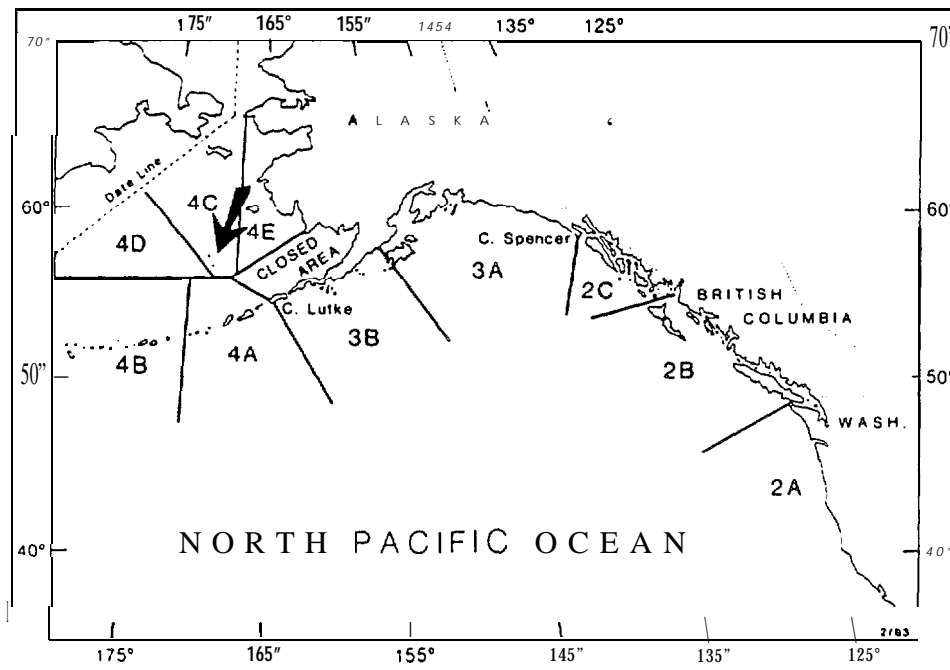 175" 165° 155" 1454 135° 125°
70" 70"
A L A S K A
Date Line
4C
60° 60°
4D 4E
CLOSED AREA
C. Spencer
3A
2C
BRITISH
COLUMBIA
C. Lutke
3B
4A
4B
50" 50°
2B
WASH.
2A
NORTH PACIFIC OCEAN
40° 40°
2/83
175° 165" 155° 145" 135" 125°